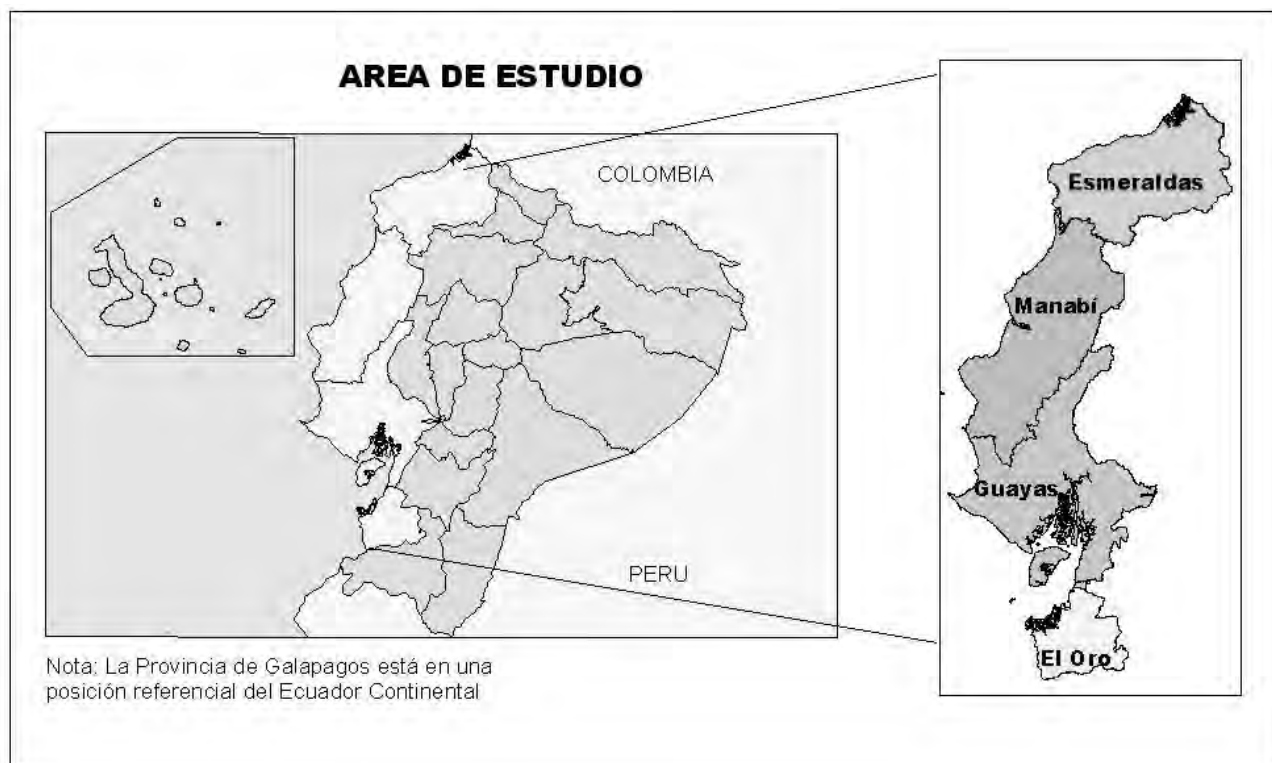 AREA DE ESTUDIO
COLOMBIA
PERU
Esmeraldas
Manabí
Guayas
El Oro
Nota: La Provincia de Galapagos está en una
posición referencial del Ecuador Continental